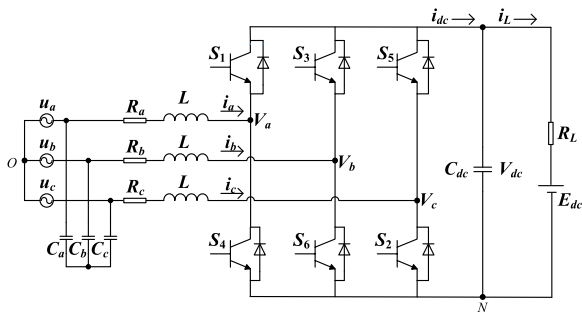 i_dc i_L
S_1 S_3 S_5
u_a R_a L i_a V_a
u_b R_b L i_b V_b
O
u_c R_c L i_c V_c
R_L
C_dc V_dc
E_dc
C_a C_b C_c
S_4 S_6 S_2
N